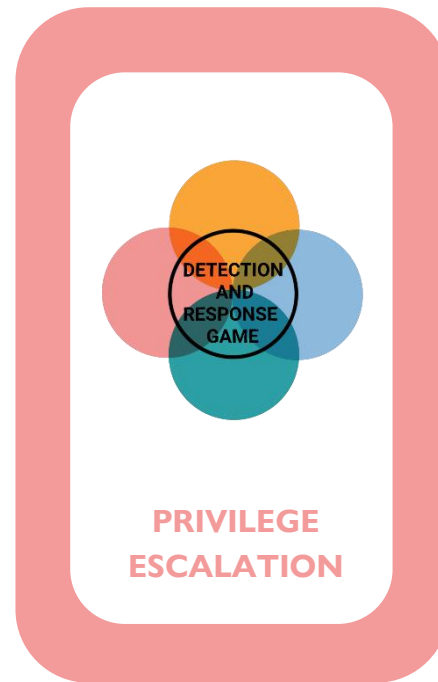 DETECTION
AND
RESPONSE
GAME
PRIVILEGE
ESCALATION